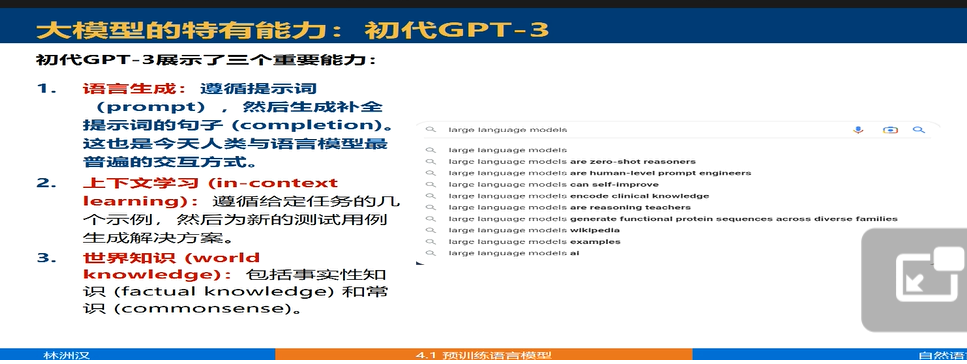 大模型的特有能力：初代GPT-3
初代GPT-3展示了三个重要能力：
1. 语言生成：遵循提示词
（prompt），然后生成补全
提示词的句子 (completion)。
这也是今天人类与语言模型最
普遍的交互方式。
2. 上下文学习 (in-context
learning)：遵循给定任务的几
个示例，然后为新的测试用例
生成解决方案。
3. 世界知识 (world
knowledge)：包括事实性知
识 (factual knowledge) 和常
识 (commonsense)。
large language models
large language models
large language models are zero-shot reasoners
large language models are human-level prompt engineers
large language models can self-improve
large language models encode clinical knowledge
large language models are reasoning teachers
large language models generate functional protein sequences across diverse families
large language models wikipedia
large language models examples
large language models ai
林洲汉
4.1 预训练语言模型
自然语